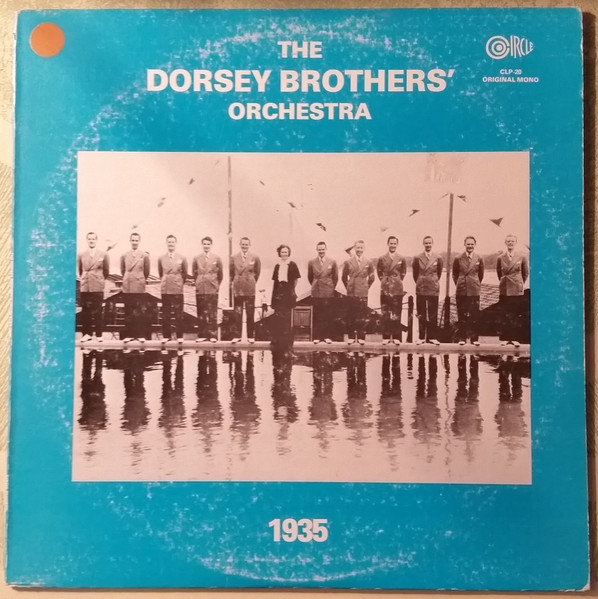 THE
DORSEY BROTHERS'
ORCHESTRA
CIRCLE
CLP-20
ORIGINAL MONO
1935